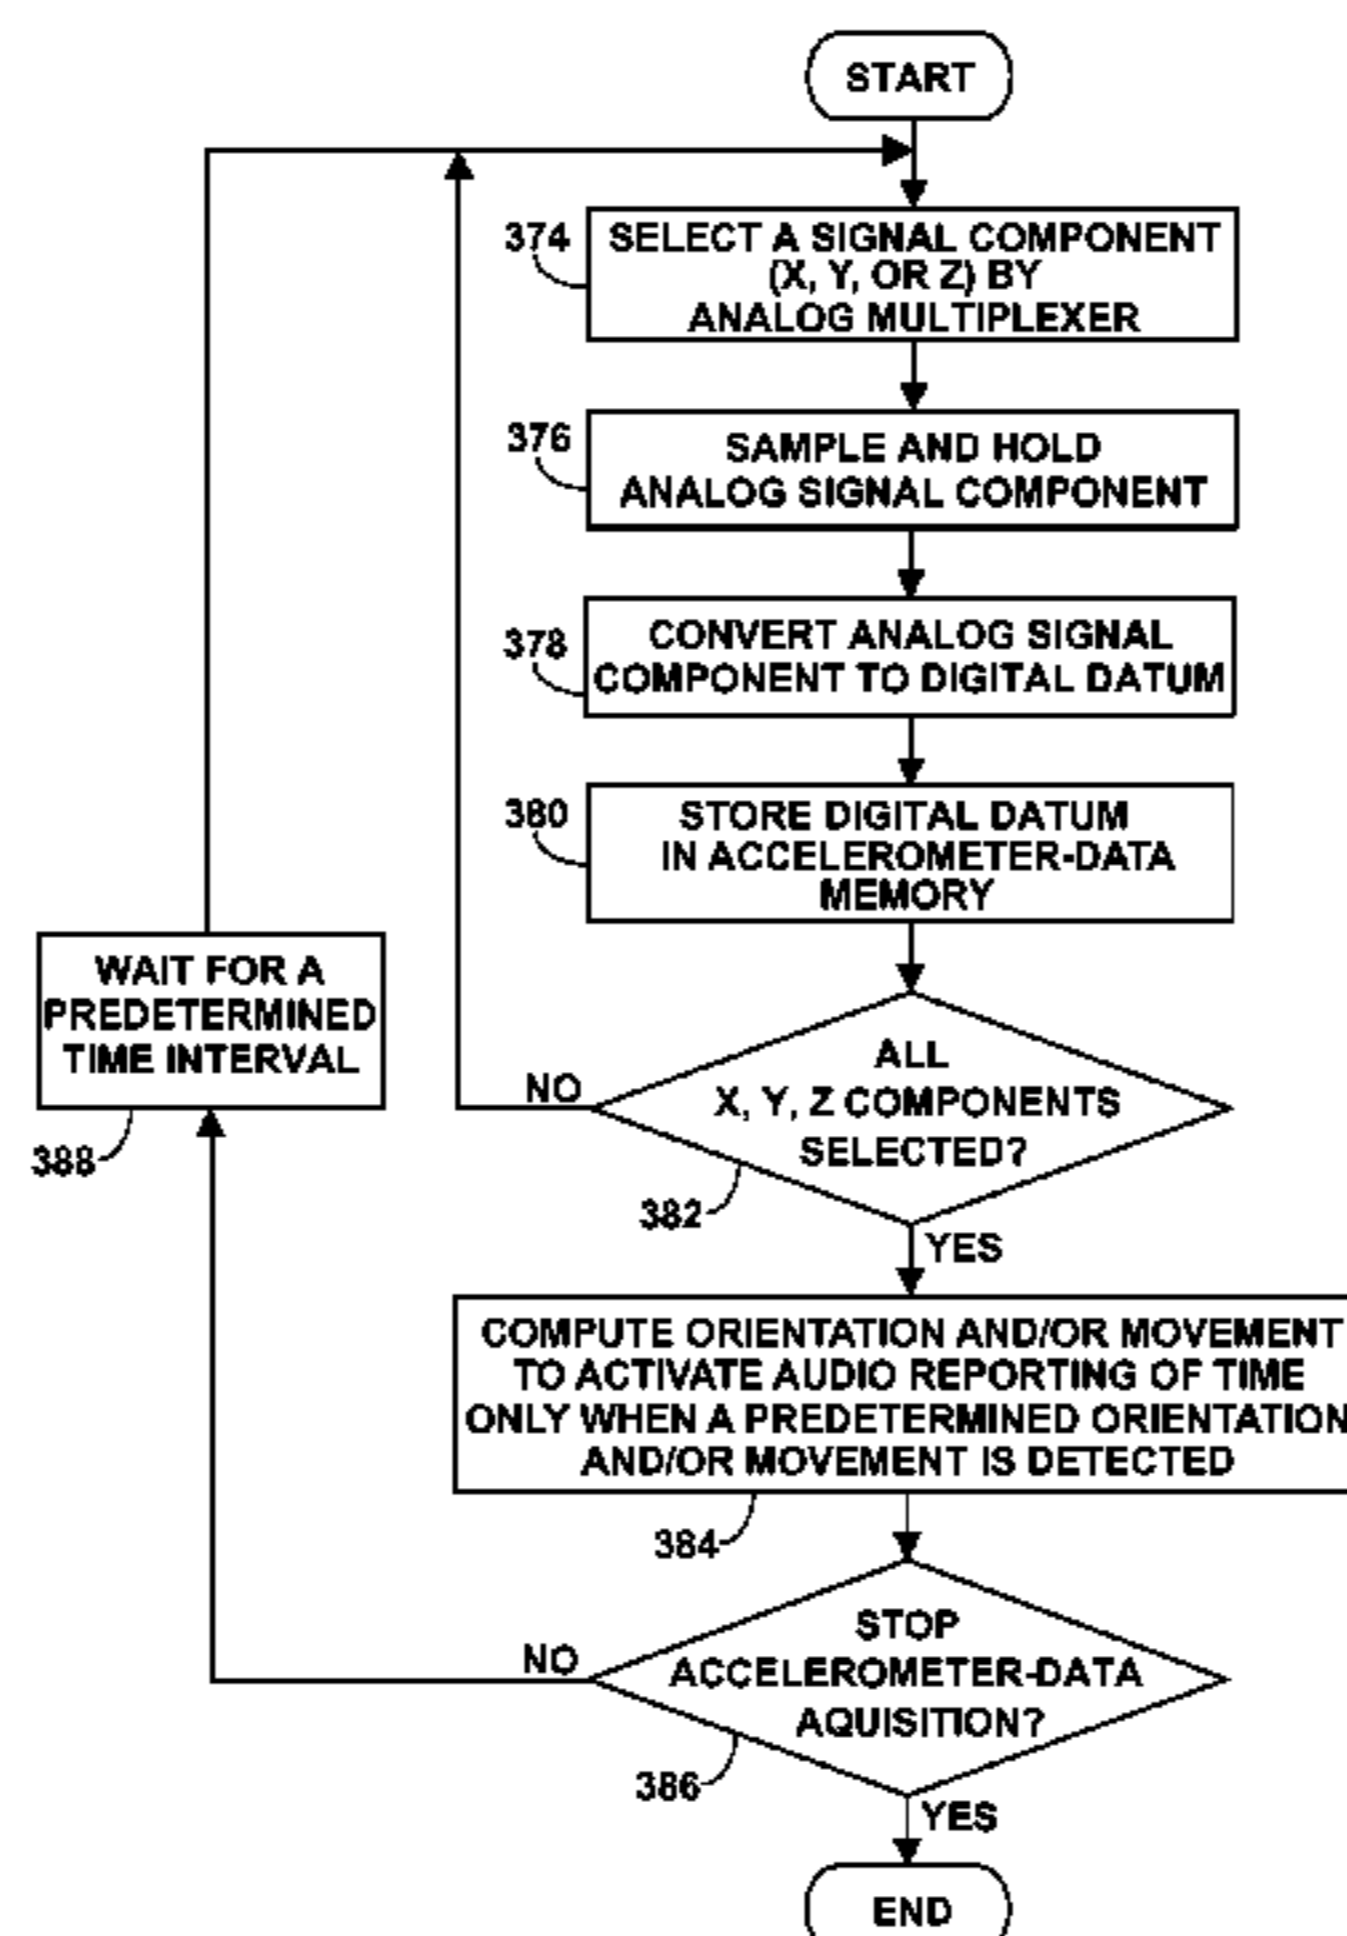 START
374
SELECT A SIGNAL COMPONENT
(X, Y, OR Z) BY
ANALOG MULTIPLEXER
376
SAMPLE AND HOLD
ANALOG SIGNAL COMPONENT
378
CONVERT ANALOG SIGNAL
COMPONENT TO DIGITAL DATUM
380
STORE DIGITAL DATUM
IN ACCELEROMETER-DATA
MEMORY
WAIT FOR A
PREDETERMINED
TIME INTERVAL
388
ALL
X, Y, Z COMPONENTS
SELECTED?
NO
382
YES
COMPUTE ORIENTATION AND/OR MOVEMENT
TO ACTIVATE AUDIO REPORTING OF TIME
ONLY WHEN A PREDETERMINED ORIENTATION
AND/OR MOVEMENT IS DETECTED
384
STOP
ACCELEROMETER-DATA
AQUISITION?
NO
386
YES
END